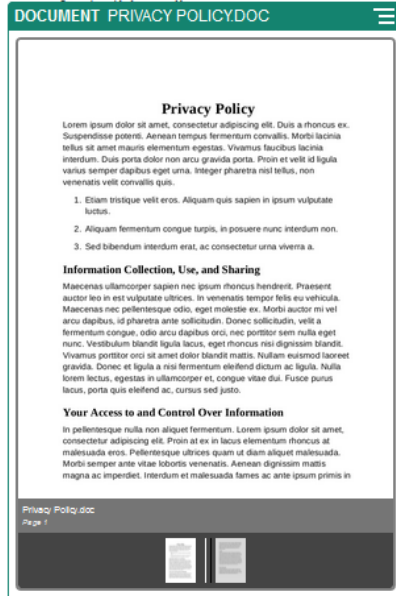 DOCUMENT PRIVACY POLICY.DOC
Privacy Policy
Lorem ipsum dolor sit amet, consectetur adipiscing elit. Duis a rhoncus ex.
Suspendisse potenti. Aenean tempus fermentum convallis. Morbi lacinia
tellus sit amet mauris elementum egestas. Vivamus faucibus lacinia
interdum. Duis porta dolor non arcu gravida porta. Proin et velit id ligula
varius semper dapibus eget urna. Integer pharetra nisl tellus, non
venenatis velit convallis quis.
1. Etiam tristique velit eros. Aliquam quis sapien in ipsum vulputate
luctus.
2. Aliquam fermentum congue turpis, in posuere nunc interdum non.
3. Sed bibendum interdum erat, ac consectetur urna viverra a.
Information Collection, Use, and Sharing
Maecenas ullamcorper sapien nec ipsum rhoncus hendrerit. Praesent
auctor leo in est vulputate ultrices. In venenatis tempor felis eu vehicula.
Maecenas nec pellentesque odio, eget molestie ex. Morbi auctor mi vel
arcu dapibus, id pharetra ante sollicitudin. Donec sollicitudin, velit a
fermentum congue, odio arcu dapibus orci, nec porttitor sem nulla eget
nunc. Vestibulum blandit ligula lacus, eget rhoncus nisi dignissim blandit.
Vivamus porttitor orci sit amet dolor blandit mattis. Nullam euismod laoreet
gravida. Donec et ligula a nisi fermentum eleifend dictum ac ligula. Nulla
lorem lectus, egestas in ullamcorper et, congue vitae dui. Fusce purus
lacus, porta quis eleifend ac, cursus sed justo.
Your Access to and Control Over Information
In pellentesque nulla non aliquet fermentum. Lorem ipsum dolor sit amet,
consectetur adipiscing elit. Proin at ex in lacus elementum rhoncus at
malesuada eros. Pellentesque ultrices quam ut diam aliquet malesuada.
Morbi semper ante vitae lobortis venenatis. Aenean dignissim mattis
magna ac imperdiet. Interdum et malesuada fames ac ante ipsum primis in
Privacy Policy.doc
Page 1